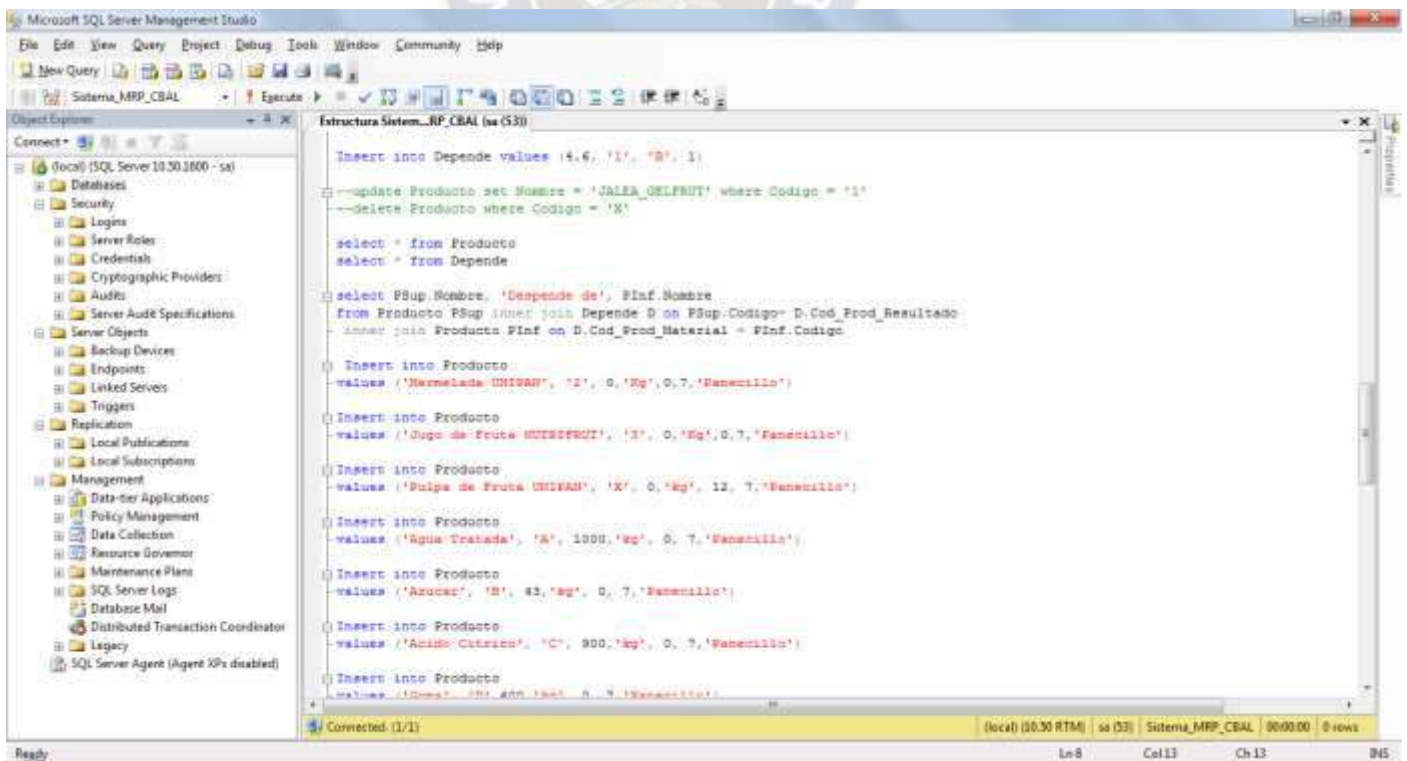 Microsoft SQL Server Management Studio
File Edit View Query Project Debug Tools Window Community Help
New Query
Sistema_MRP_CBAL Execute
Object Explorer
Connect
(local) (SQL Server 10.50.1600 - sa)
Databases
Security
Logins
Server Roles
Credentials
Cryptographic Providers
Audits
Server Audit Specifications
Server Objects
Backup Devices
Endpoints
Linked Servers
Triggers
Replication
Local Publications
Local Subscriptions
Management
Data-tier Applications
Policy Management
Data Collection
Resource Governor
Maintenance Plans
SQL Server Logs
Database Mail
Distributed Transaction Coordinator
Legacy
SQL Server Agent (Agent XPs disabled)
Estructura Sistem...RP_CBAL (sa (53))
Insert into Depende values (4.6, '1', 'B', 1)
--update Producto set Nombre = 'JALEA_GELFRUT' where Codigo = '1'
--delete Producto where Codigo = 'X'
select * from Producto
select * from Depende
select PSup.Nombre, 'Despende de', PInf.Nombre
from Producto PSup inner join Depende D on PSup.Codigo= D.Cod_Prod_Resultado
inner join Producto PInf on D.Cod_Prod_Material = PInf.Codigo
Insert into Producto
values ('Mermelada UNIPAN', '2', 0,'Kg',0,7,'Panecillo')
Insert into Producto
values ('Jugo de Fruta NUTRIFRUT', '3', 0,'Kg',0,7,'Panecillo')
Insert into Producto
values ('Pulpa de Fruta UNIPAN', 'X', 0,'kg', 12, 7,'Panecillo')
Insert into Producto
values ('Agua Tratada', 'A', 1000,'kg', 0, 7,'Panecillo')
Insert into Producto
values ('Azucar', 'B', 43,'kg', 0, 7,'Panecillo')
Insert into Producto
values ('Acido Citrico', 'C', 900,'kg', 0, 7,'Panecillo')
Insert into Producto
Properties
Connected. (1/1)
(local) (10.50 RTM) sa (53) Sistema_MRP_CBAL 00:00:00 0 rows
Ready Ln 8 Col 13 Ch 13 INS